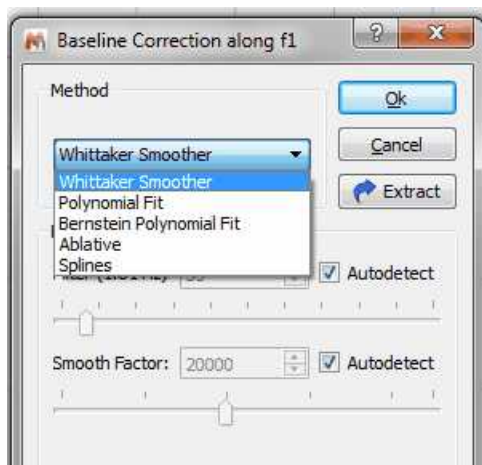 Baseline Correction along f1
Method
Ok
Whittaker Smoother
Cancel
Whittaker Smoother
Polynomial Fit
Extract
Bernstein Polynomial Fit
Ablative
Splines
Autodetect
Smooth Factor: 20000 Autodetect